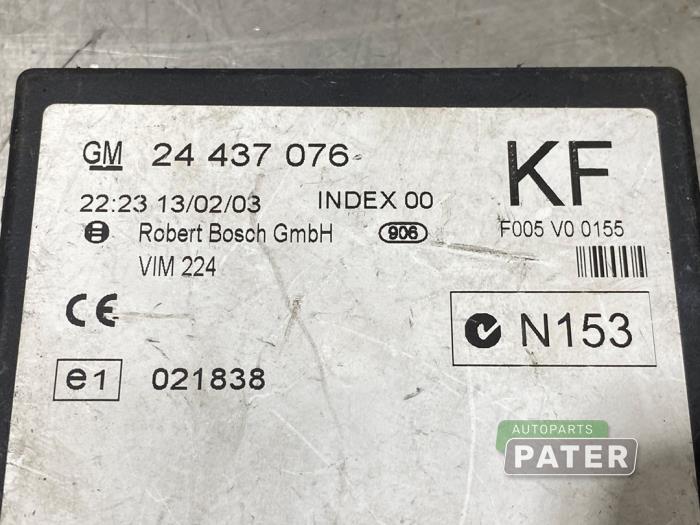 GM 24 437 076 KF
22:23 13/02/03 INDEX 00 F005 V0 0155
Robert Bosch GmbH 906
VIM 224
CE N153
e1 021838
AUTOPARTS
PATER